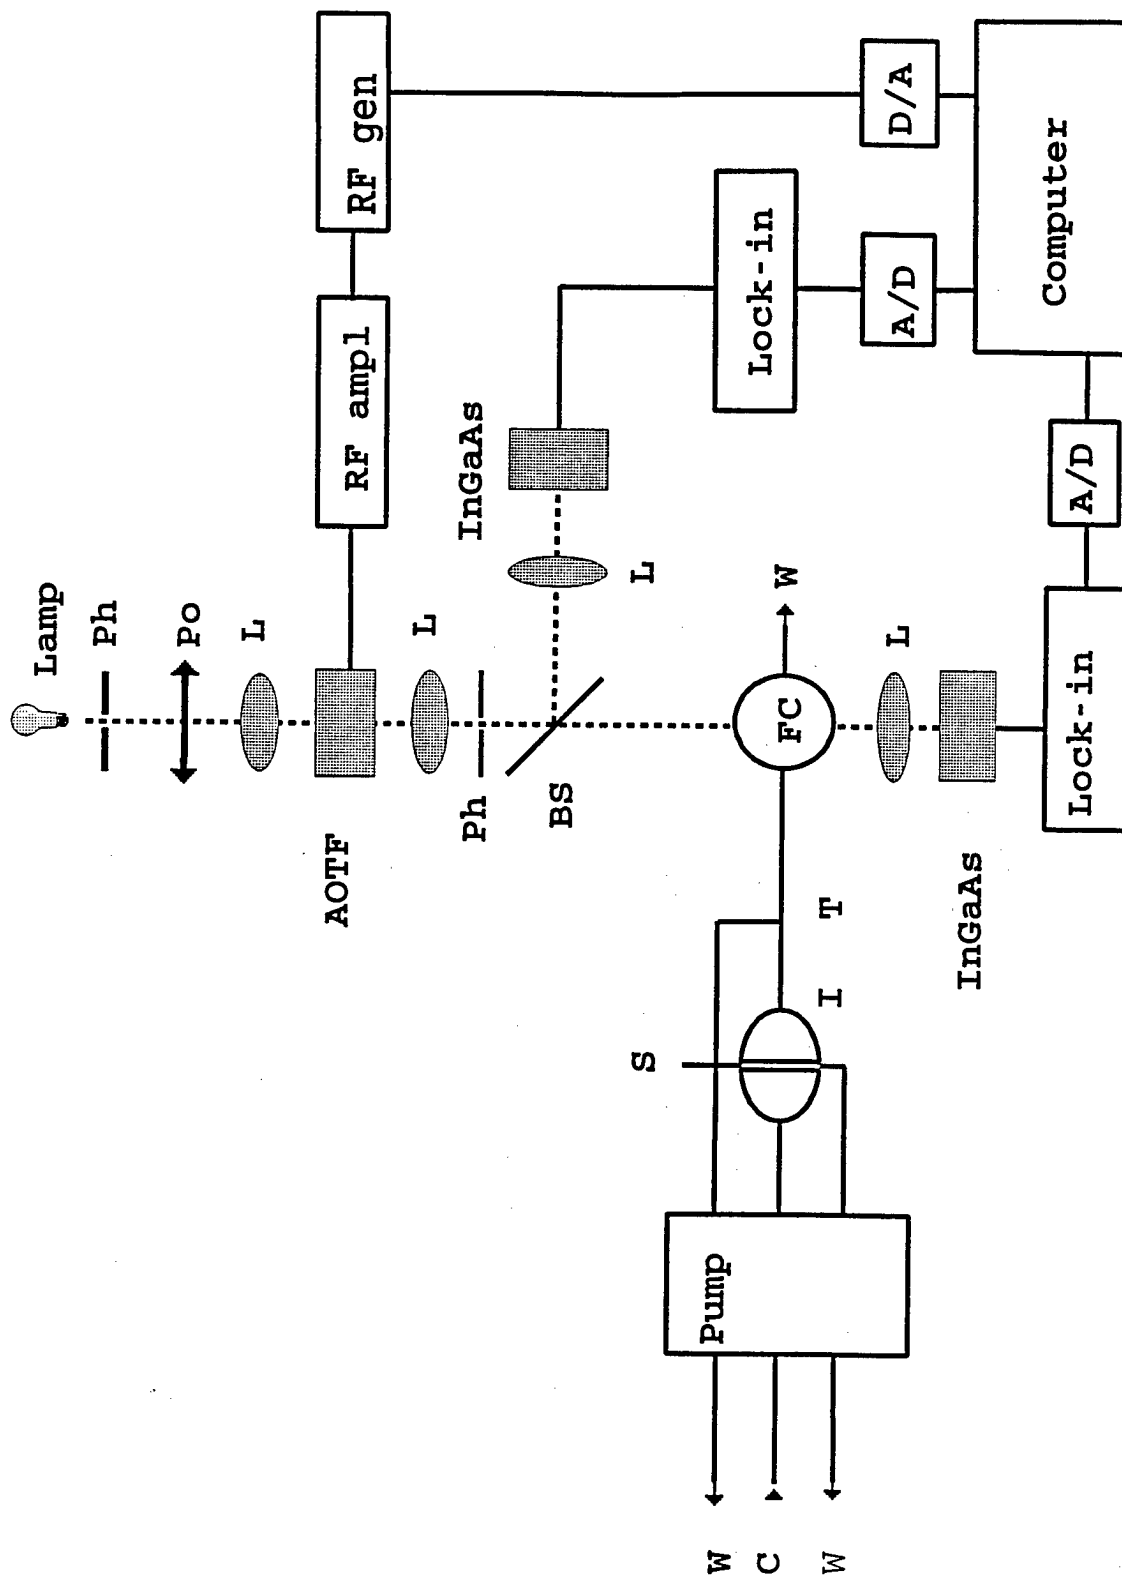 Lamp
Ph
Po
L
AOTF
RF ampl
RF gen
L
Ph
BS
InGaAs
L
Lock-in
A/D
D/A
Computer
FC
W
L
InGaAs
Lock-in
A/D
T
I
S
Pump
W
C
W